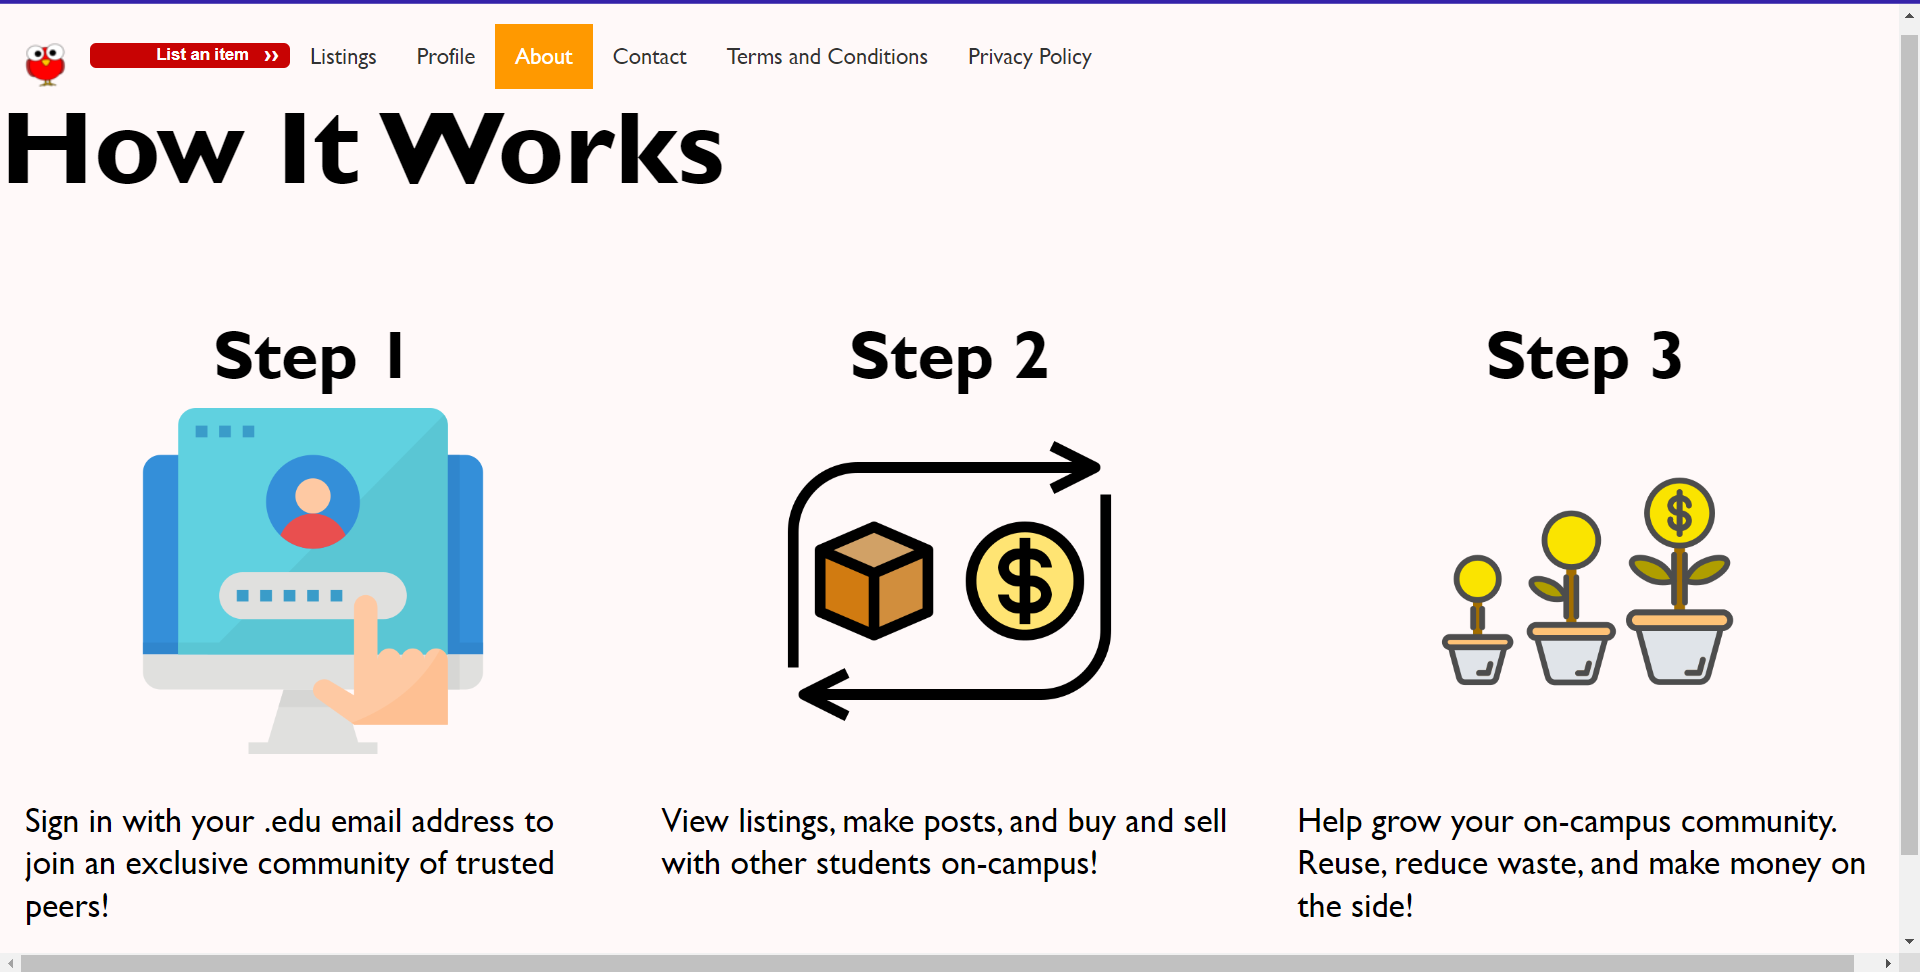 List an item »
Listings
Profile
About
Contact
Terms and Conditions
Privacy Policy
How It Works
Step 1
Step 2
Step 3
$
$
Sign in with your .edu email address to
join an exclusive community of trusted
peers!
View listings, make posts, and buy and sell
with other students on-campus!
Help grow your on-campus community.
Reuse, reduce waste, and make money on
the side!